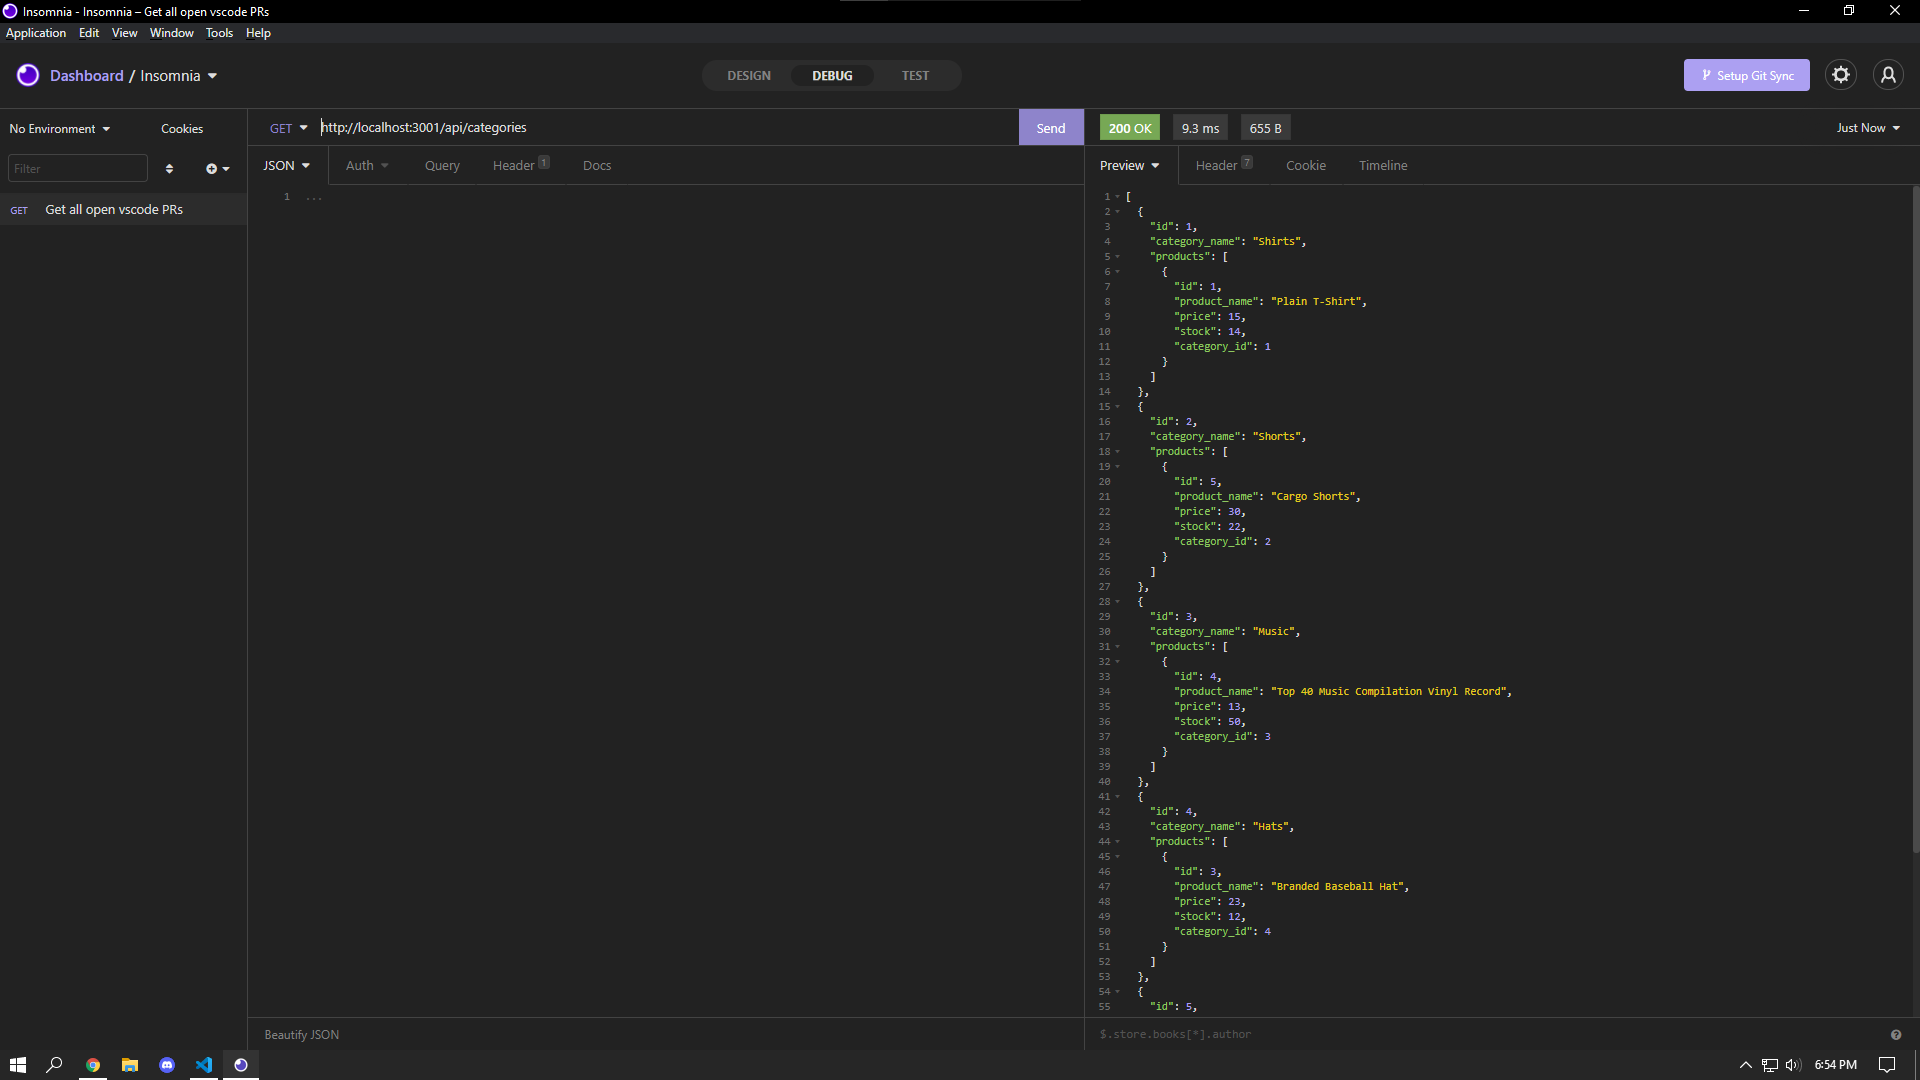 Insomnia - Insomnia – Get all open vscode PRs
Application Edit View Window Tools Help
Dashboard / Insomnia
DESIGN DEBUG TEST
Setup Git Sync
No Environment Cookies
GET http://localhost:3001/api/categories Send
200 OK 9.3 ms 655 B Just Now
Filter
JSON Auth Query Header 1 Docs
Preview Header 7 Cookie Timeline
GET Get all open vscode PRs
1 ...
1 [
2 {
3 "id": 1,
4 "category_name": "Shirts",
5 "products": [
6 {
7 "id": 1,
8 "product_name": "Plain T-Shirt",
9 "price": 15,
10 "stock": 14,
11 "category_id": 1
12 }
13 ]
14 },
15 {
16 "id": 2,
17 "category_name": "Shorts",
18 "products": [
19 {
20 "id": 5,
21 "product_name": "Cargo Shorts",
22 "price": 30,
23 "stock": 22,
24 "category_id": 2
25 }
26 ]
27 },
28 {
29 "id": 3,
30 "category_name": "Music",
31 "products": [
32 {
33 "id": 4,
34 "product_name": "Top 40 Music Compilation Vinyl Record",
35 "price": 13,
36 "stock": 50,
37 "category_id": 3
38 }
39 ]
40 },
41 {
42 "id": 4,
43 "category_name": "Hats",
44 "products": [
45 {
46 "id": 3,
47 "product_name": "Branded Baseball Hat",
48 "price": 23,
49 "stock": 12,
50 "category_id": 4
51 }
52 ]
53 },
54 {
55 "id": 5,
Beautify JSON
$.store.books[*].author
6:54 PM